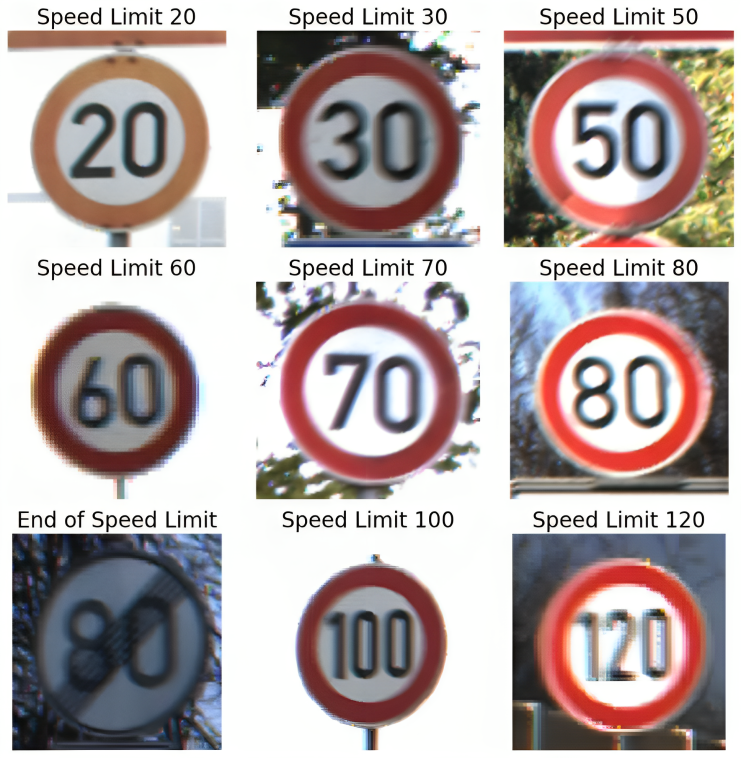 Speed Limit 20
Speed Limit 30
Speed Limit 50
20
30
50
Speed Limit 60
Speed Limit 70
Speed Limit 80
60
70
80
End of Speed Limit
Speed Limit 100
Speed Limit 120
80
100
120